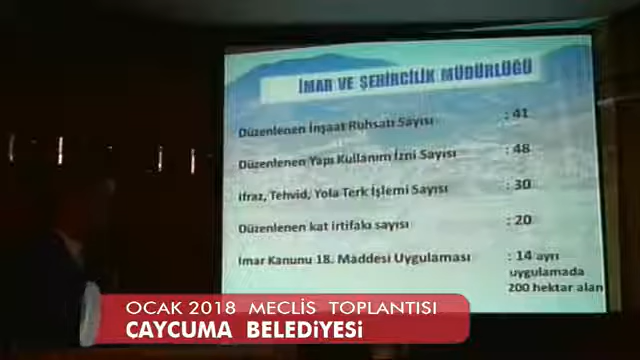 İMAR VE ŞEHİRCİLİK MÜDÜRLÜĞÜ
Düzenlenen İnşaat Ruhsatı Sayısı : 41
Düzenlenen Yapı Kullanım İzni Sayısı : 48
İfraz, Tehvid, Yola Terk İşlemi Sayısı : 30
Düzenlenen kat irtifakı sayısı : 20
İmar Kanunu 18. Maddesi Uygulaması : 14 ayrı
uygulamada
200 hektar alan
OCAK 2018 MECLİS TOPLANTISI
ÇAYCUMA BELEDİYESİ